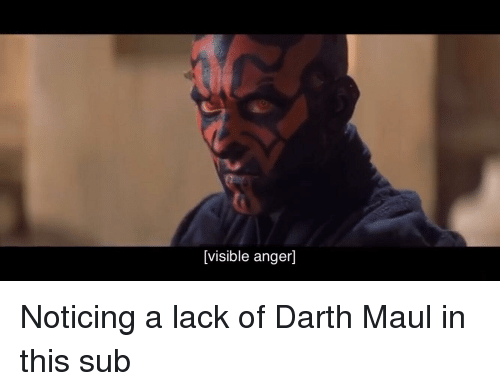 [visible anger]
Noticing a lack of Darth Maul in
this sub